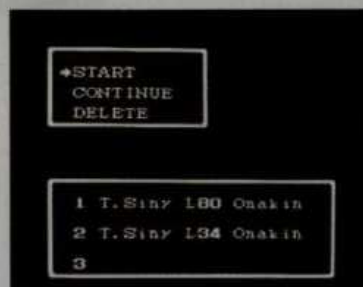 →START
CONTINUE
DELETE
1 T.Siny L80 Onakin
2 T.Siny L34 Onakin
3